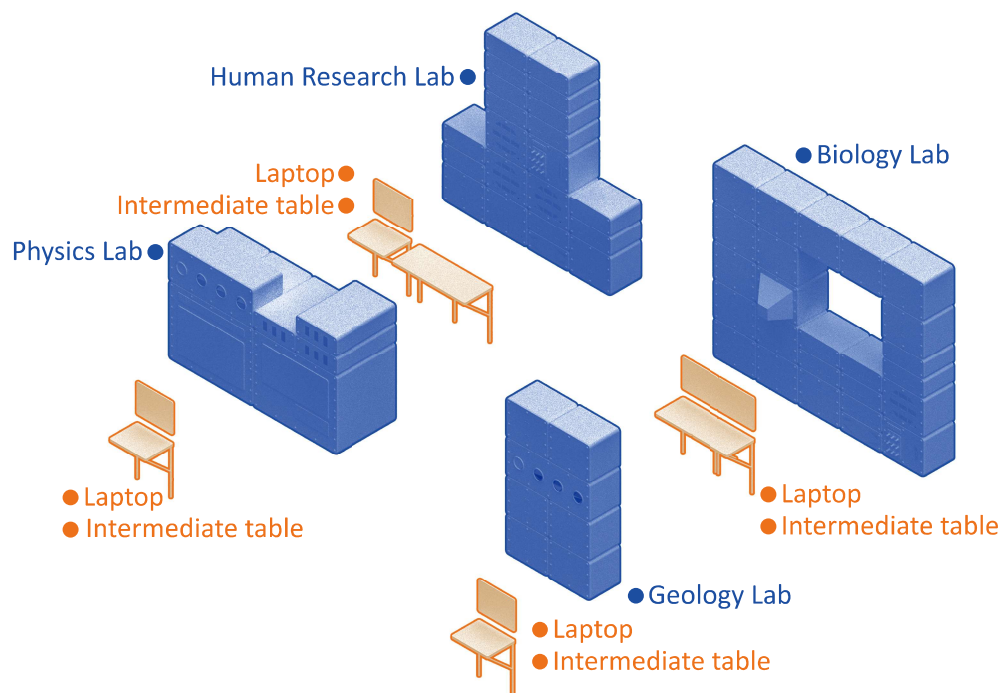 Human Research Lab
Biology Lab
Laptop
Intermediate table
Physics Lab
Laptop
Intermediate table
Laptop
Intermediate table
Geology Lab
Laptop
Intermediate table